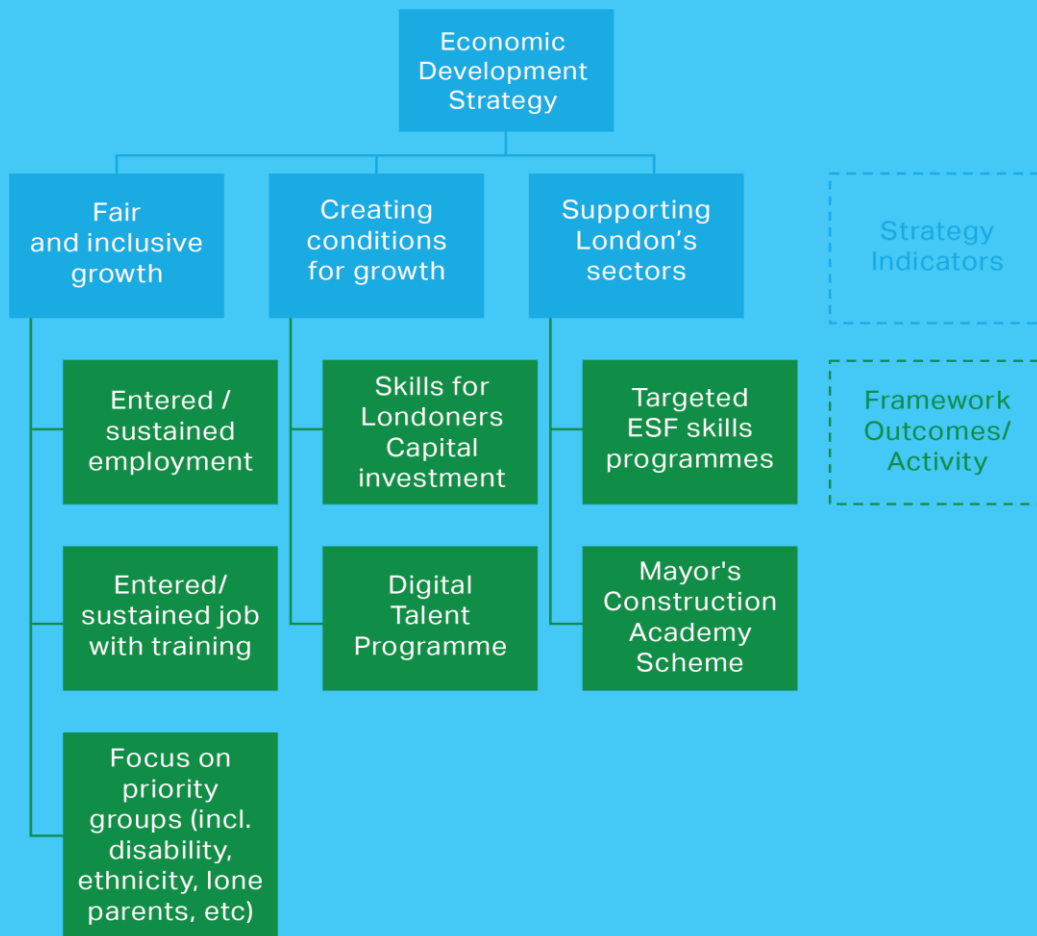 Economic
Development
Strategy
Fair
and inclusive
growth
Creating
conditions
for growth
Supporting
London's
sectors
Strategy
Indicators
Entered /
sustained
employment
Skills for
Londoners
Capital
investment
Targeted
ESF skills
programmes
Framework
Outcomes/
Activity
Entered/
sustained job
with training
Digital
Talent
Programme
Mayor's
Construction
Academy
Scheme
Focus on
priority
groups (incl.
disability,
ethnicity, lone
parents, etc)